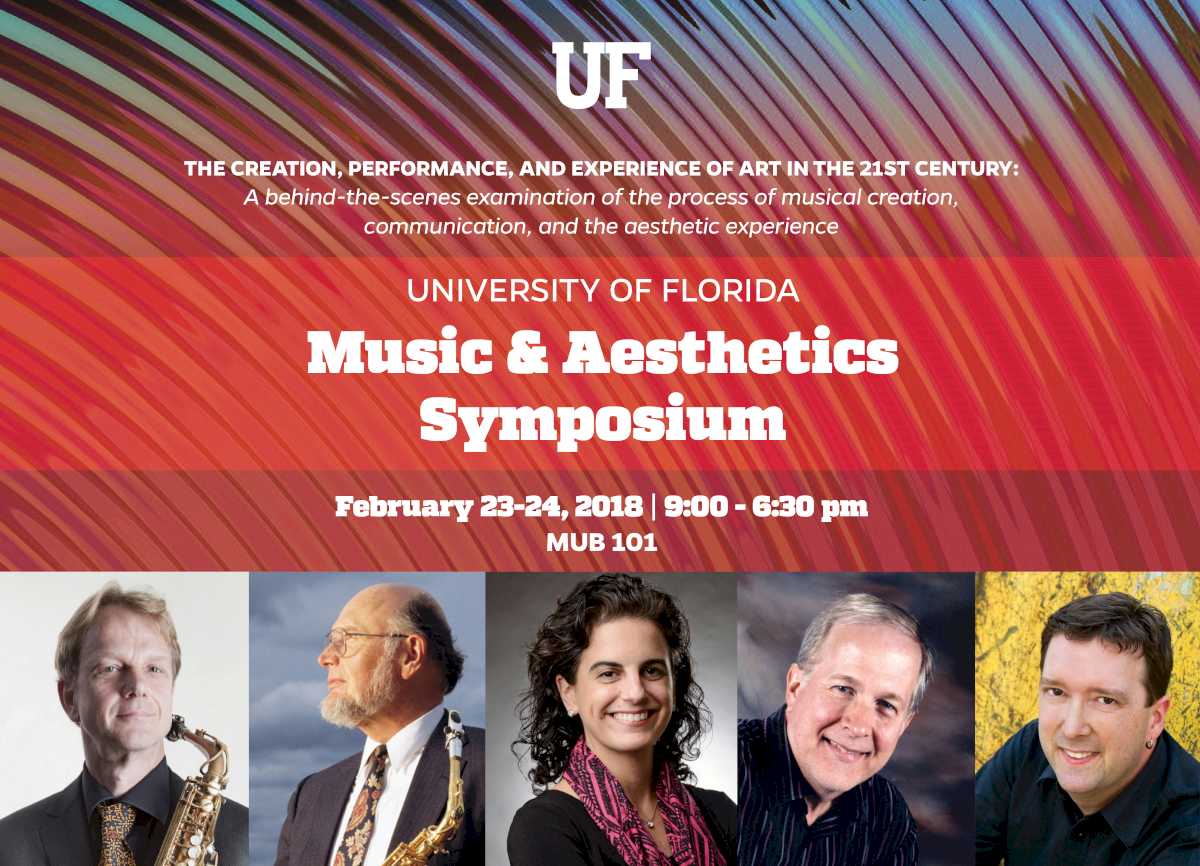 UF
THE CREATION, PERFORMANCE, AND EXPERIENCE OF ART IN THE 21ST CENTURY:
A behind-the-scenes examination of the process of musical creation,
communication, and the aesthetic experience
UNIVERSITY OF FLORIDA
Music & Aesthetics
Symposium
February 23-24, 2018 | 9:00 - 6:30 pm
MUB 101